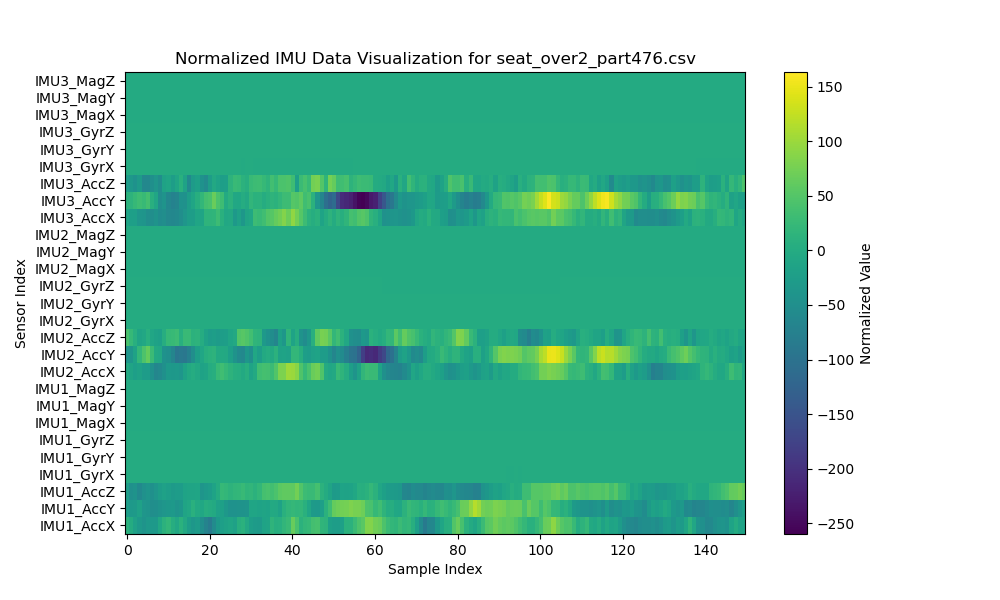 Normalized IMU Data Visualization for seat_over2_part476.csv
IMU3_MagZ
IMU3_MagY
IMU3_MagX
IMU3_GyrZ
IMU3_GyrY
IMU3_GyrX
IMU3_AccZ
IMU3_AccY
IMU3_AccX
IMU2_MagZ
IMU2_MagY
IMU2_MagX
IMU2_GyrZ
IMU2_GyrY
IMU2_GyrX
IMU2_AccZ
IMU2_AccY
IMU2_AccX
IMU1_MagZ
IMU1_MagY
IMU1_MagX
IMU1_GyrZ
IMU1_GyrY
IMU1_GyrX
IMU1_AccZ
IMU1_AccY
IMU1_AccX
Sensor Index
0 20 40 60 80 100 120 140
Sample Index
150
100
50
0
−50
−100
−150
−200
−250
Normalized Value